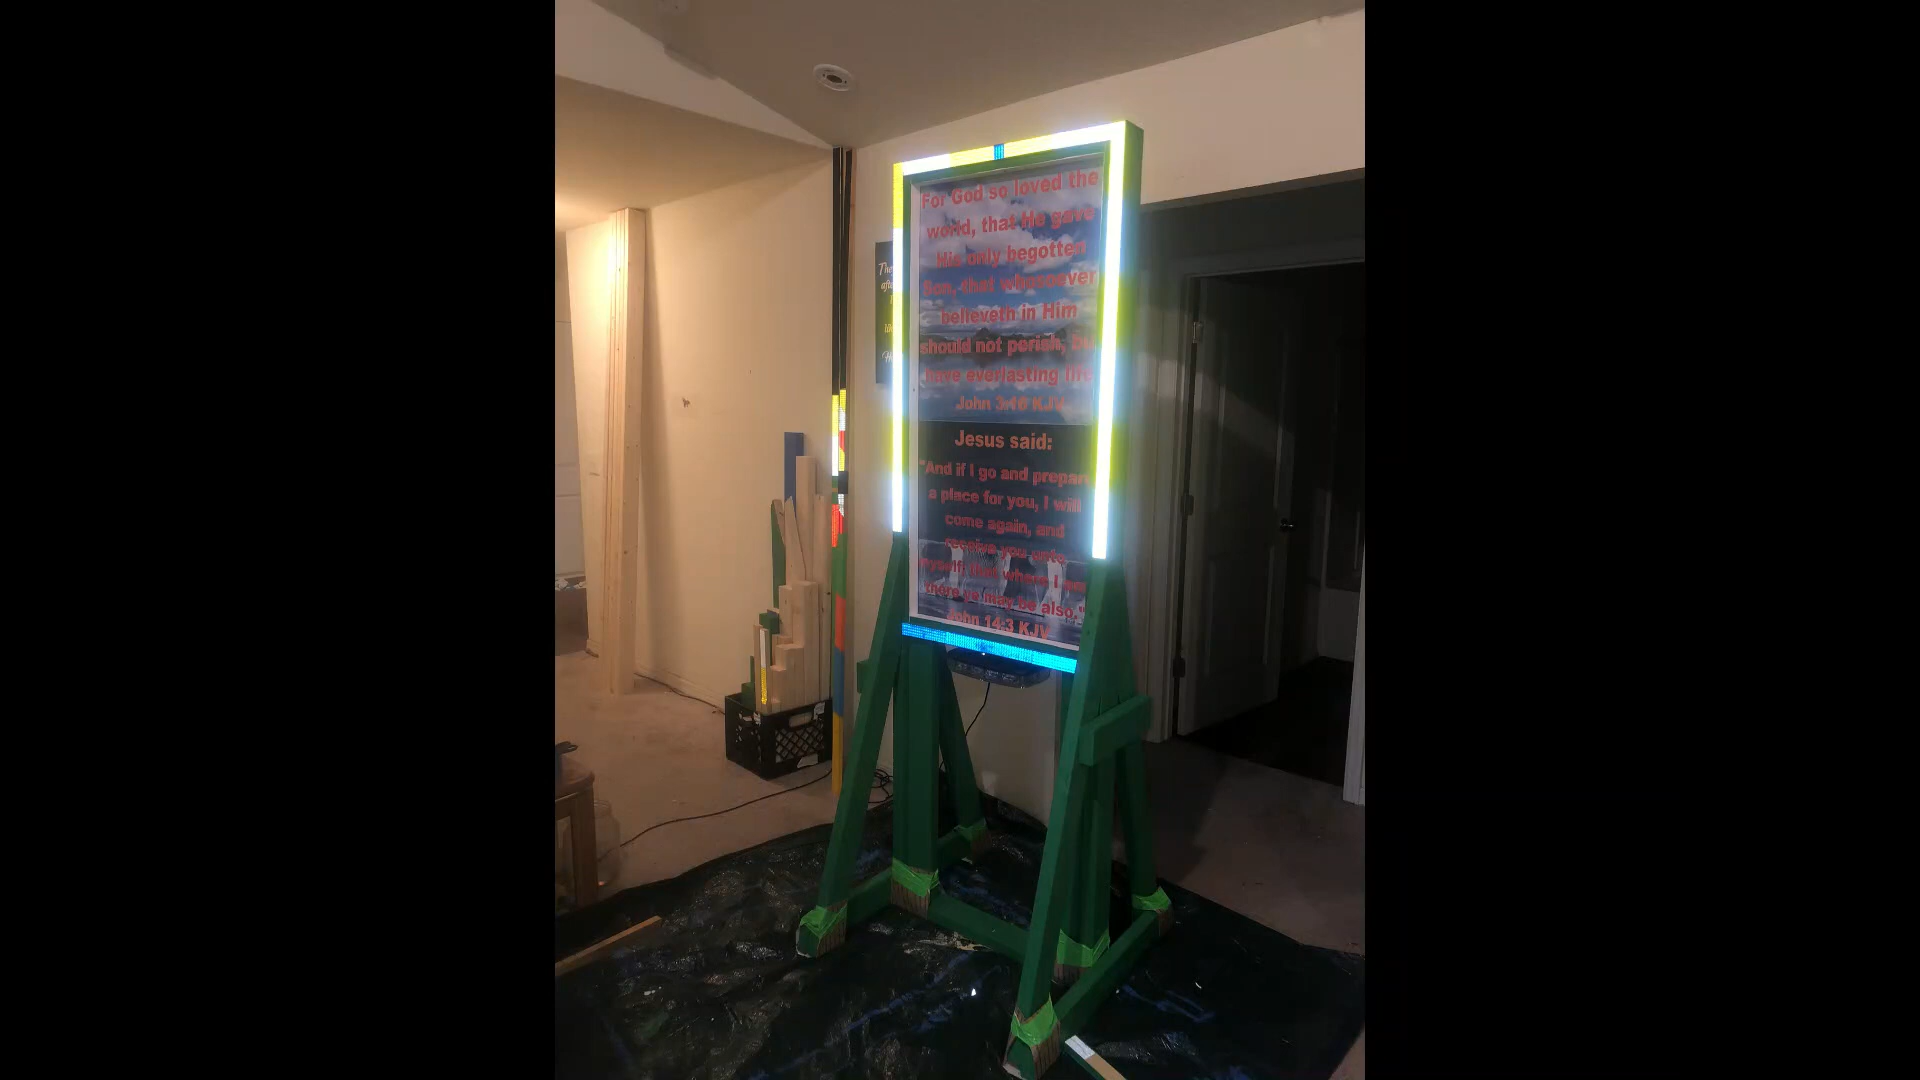 For God so loved the
world, that He gave
His only begotten
Son, that whosoever
believeth in Him
should not perish,
have everlasting life
John 3:16 KJV
Jesus said:
"And if I go and prepare
a place for you, I will
come again, and
receive you unto
myself; that where I am
there ye may be also."
John 14:3 KJV